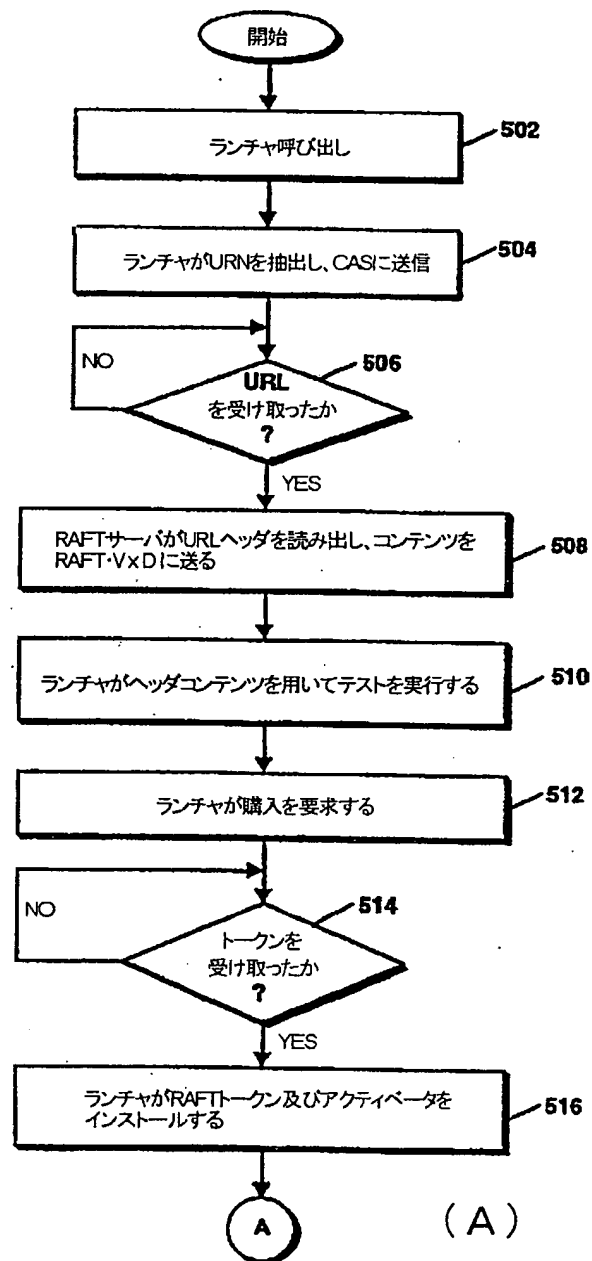 開始
ランチャ呼び出し
502
ランチャがURNを抽出し、CASに送信
504
NO
506
URL
を受け取ったか
?
YES
RAFTサーバがURLヘッダを読み出し、コンテンツを
RAFT･VxDに送る
508
ランチャがヘッダコンテンツを用いてテストを実行する
510
ランチャが購入を要求する
512
NO
514
トークンを
受け取ったか
?
YES
ランチャがRAFTトークン及びアクティベータを
インストールする
516
A
(A)